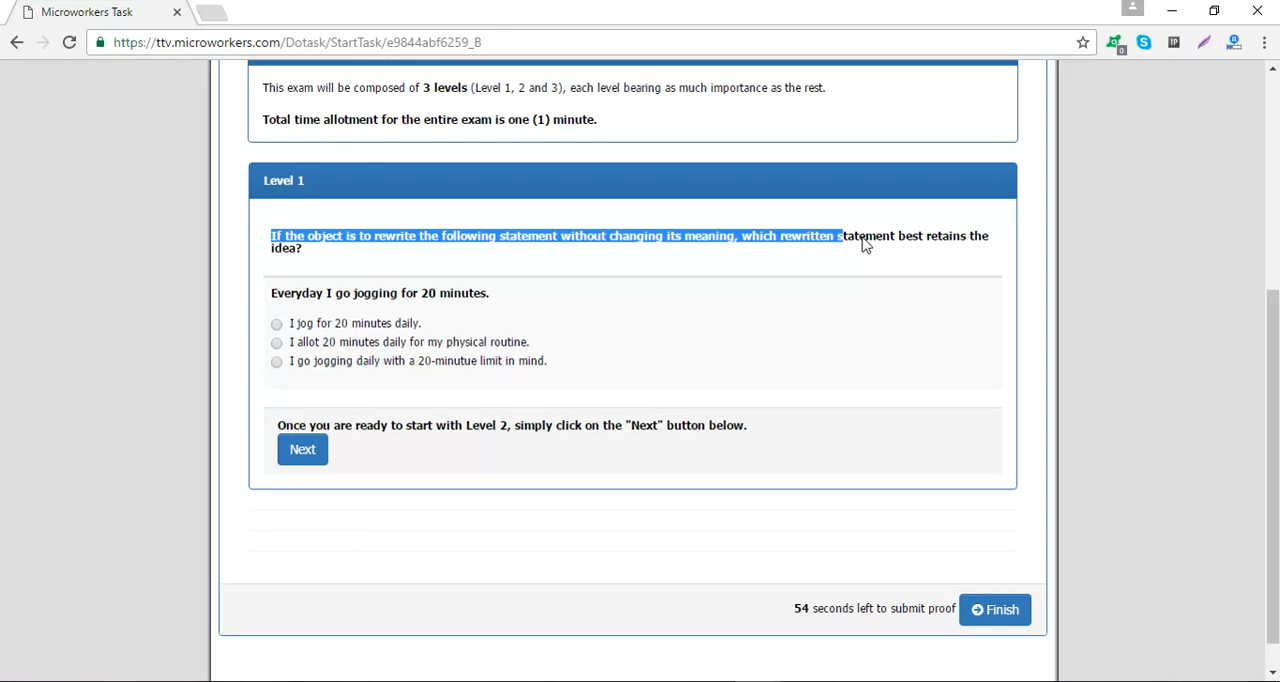 Microworkers Task
https://ttv.microworkers.com/Dotask/StartTask/e9844abf6259_B
0
IP
This exam will be composed of 3 levels (Level 1, 2 and 3), each level bearing as much importance as the rest.
Total time allotment for the entire exam is one (1) minute.
Level 1
If the object is to rewrite the following statement without changing its meaning, which rewritten statement best retains the
idea?
Everyday I go jogging for 20 minutes.
I jog for 20 minutes daily.
I allot 20 minutes daily for my physical routine.
I go jogging daily with a 20-minutue limit in mind.
Once you are ready to start with Level 2, simply click on the "Next" button below.
Next
54 seconds left to submit proof
Finish